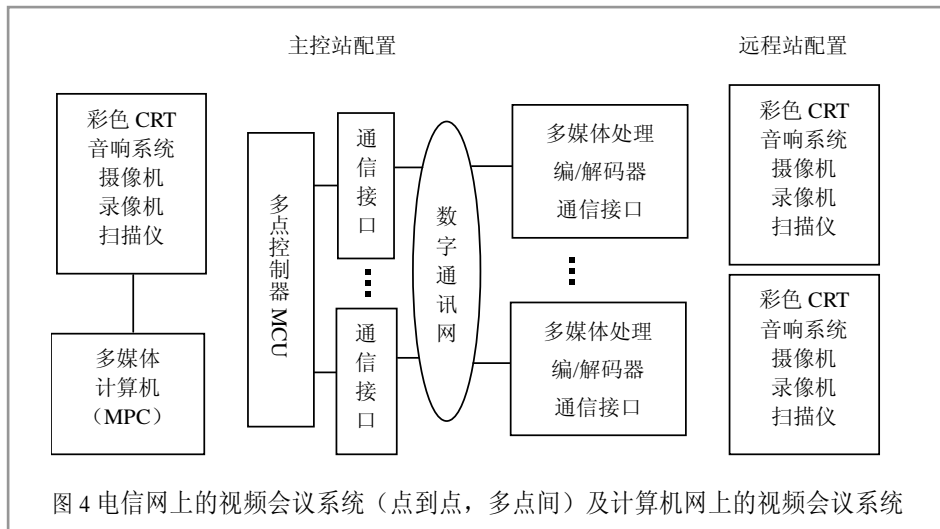 主控站配置
远程站配置
彩色 CRT
音响系统
摄像机
录像机
扫描仪
多媒体
计算机
（MPC）
多点控制器 MCU
通信接口
通信接口
数字通讯网
多媒体处理
编/解码器
通信接口
多媒体处理
编/解码器
通信接口
彩色 CRT
音响系统
摄像机
录像机
扫描仪
彩色 CRT
音响系统
摄像机
录像机
扫描仪
图 4 电信网上的视频会议系统（点到点，多点间）及计算机网上的视频会议系统